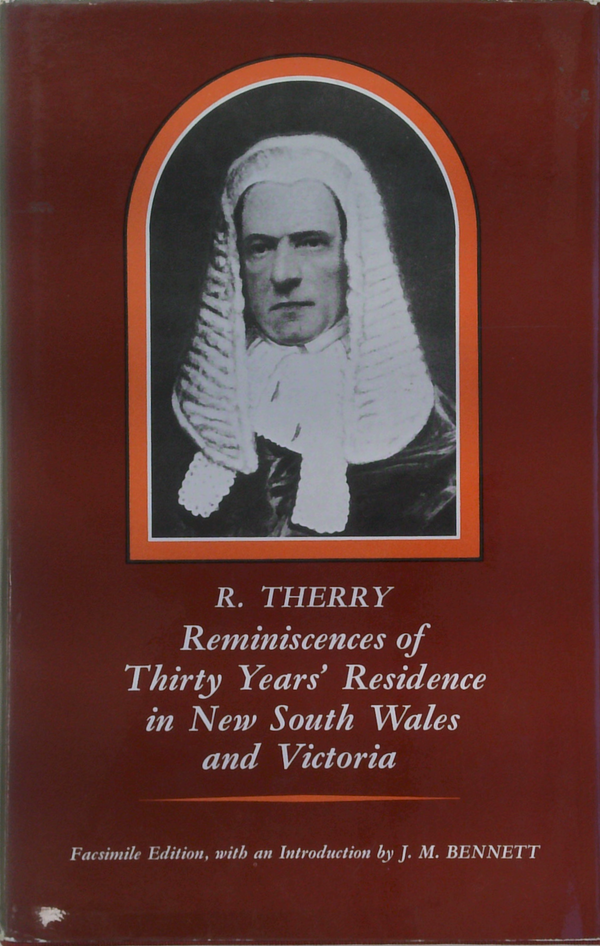 R. THERRY
Reminiscences of
Thirty Years' Residence
in New South Wales
and Victoria
Facsimile Edition, with an Introduction by J. M. BENNETT